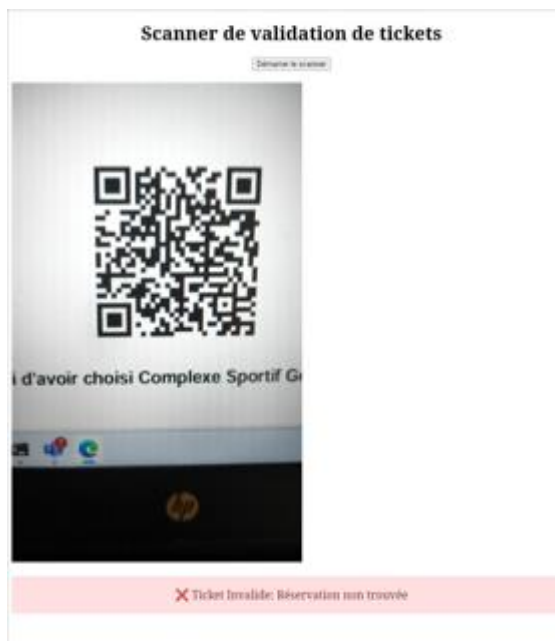 Scanner de validation de tickets
Démarrer le scanner
i d'avoir choisi Complexe Sportif G
hp
❌ Ticket Invalide: Réservation non trouvée